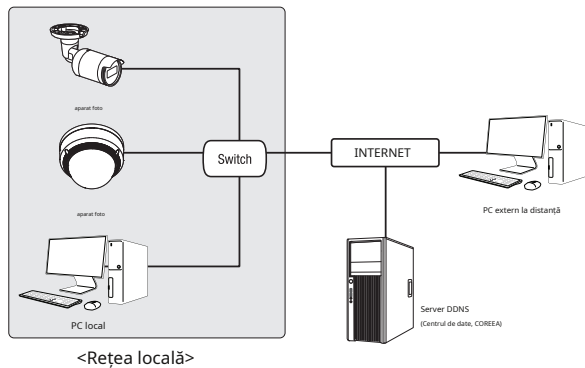 aparat foto
Switch
INTERNET
aparat foto
PC extern la distanță
PC local
Server DDNS
(Centrul de date, COREEA)
<Rețea locală>